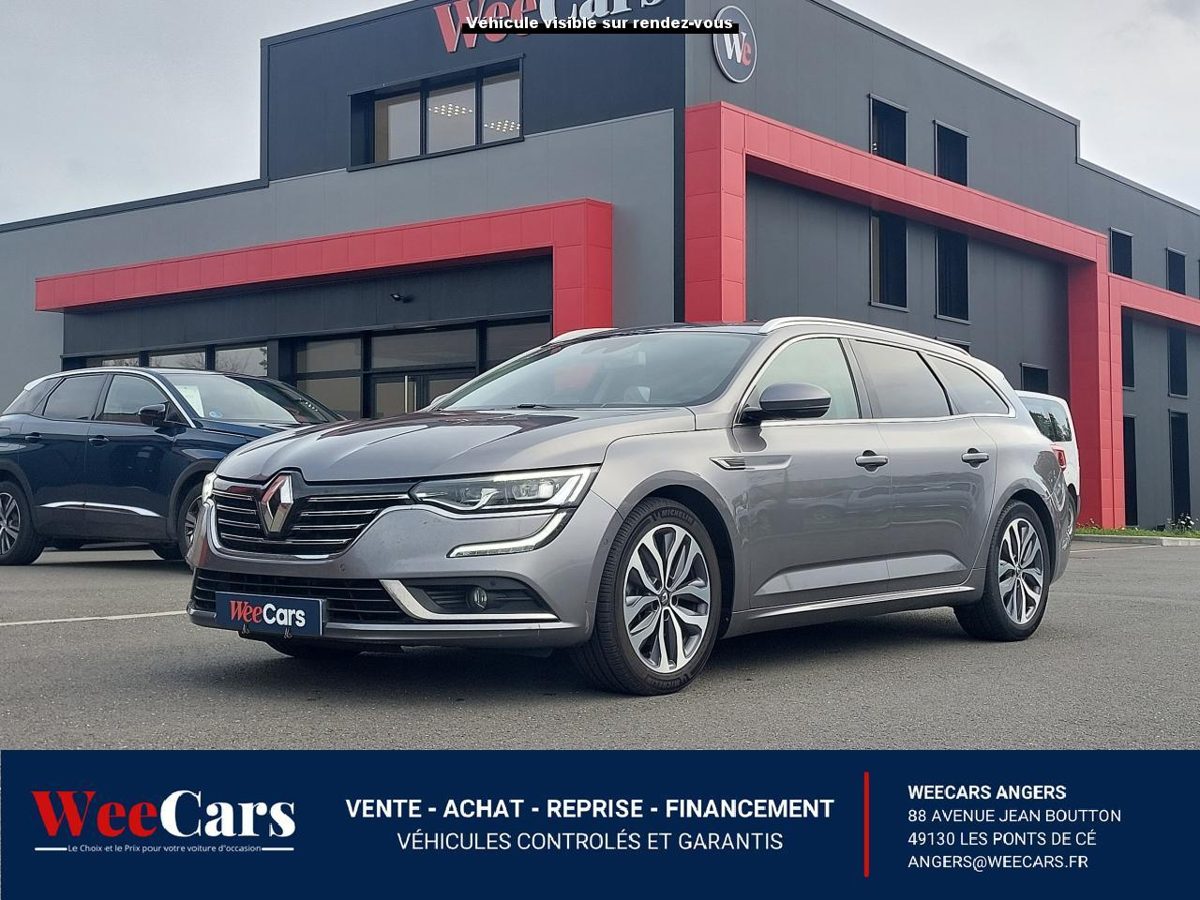 WeeCars
Véhicule visible sur rendez-vous
We
MICHELIN
WeeCars
WeeCars
Le Choix et le Prix pour votre voiture d'occasion
VENTE - ACHAT - REPRISE - FINANCEMENT
VÉHICULES CONTROLÉS ET GARANTIS
WEECARS ANGERS
88 AVENUE JEAN BOUTTON
49130 LES PONTS DE CÉ
ANGERS@WEECARS.FR